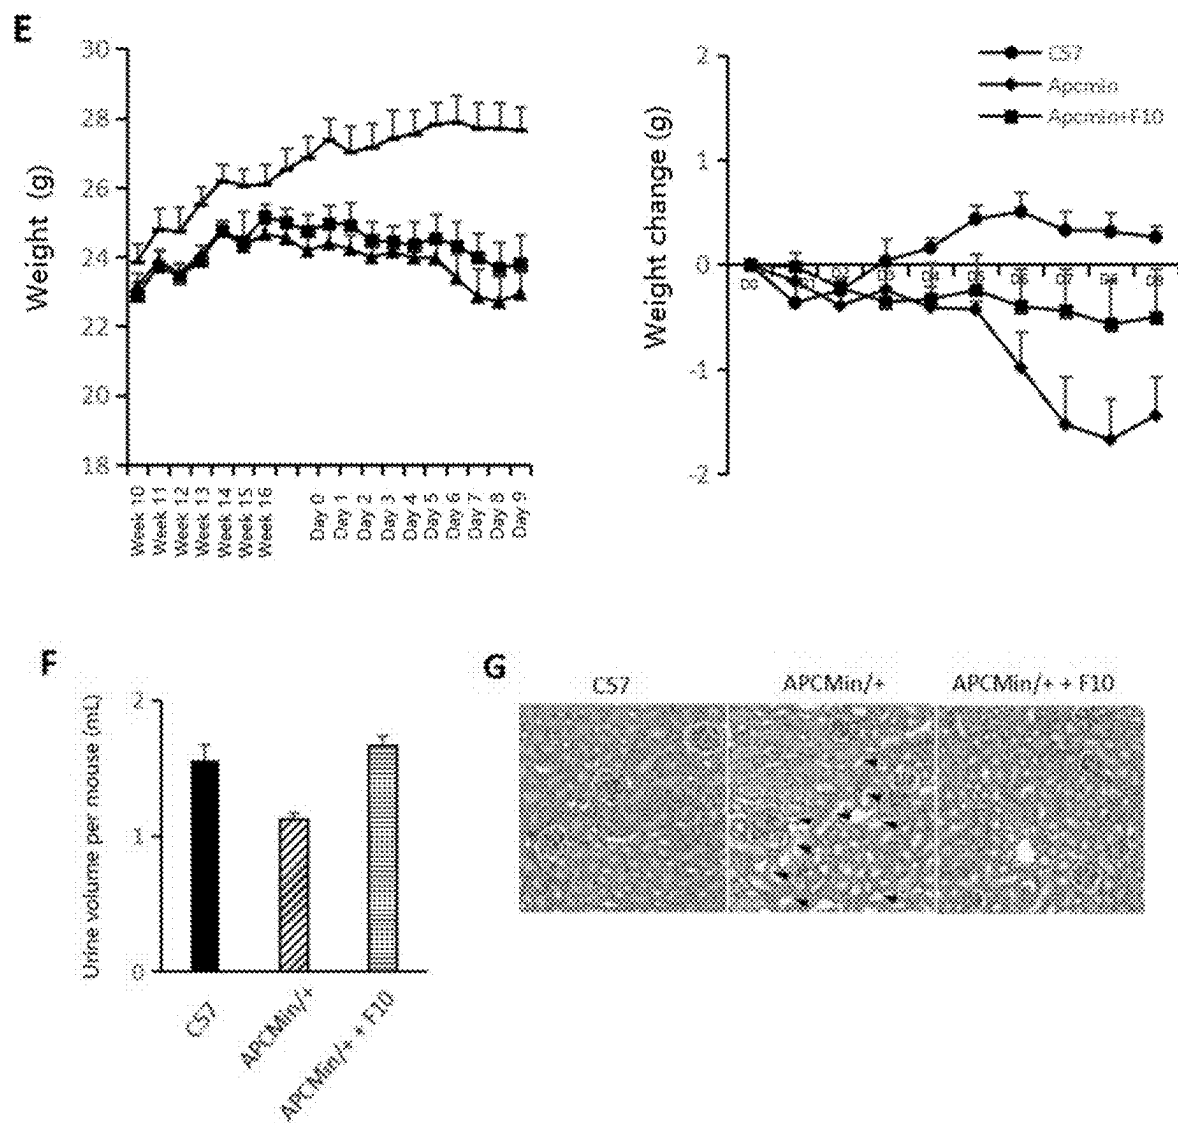 E
Weight (g)
30
28
26
24
22
20
18
Week 10
Week 11
Week 12
Week 13
Week 14
Week 15
Week 16
Day 0
Day 1
Day 2
Day 3
Day 4
Day 5
Day 6
Day 7
Day 8
Day 9
Weight change (g)
2
1
0
-1
-2
C57
Apcmin
Apcmin+F10
F
Urine volume per mouse (mL)
2
1
0
C57
APCMin/+
APCMin/+ + F10
G
C57
APCMin/+
APCMin/+ + F10